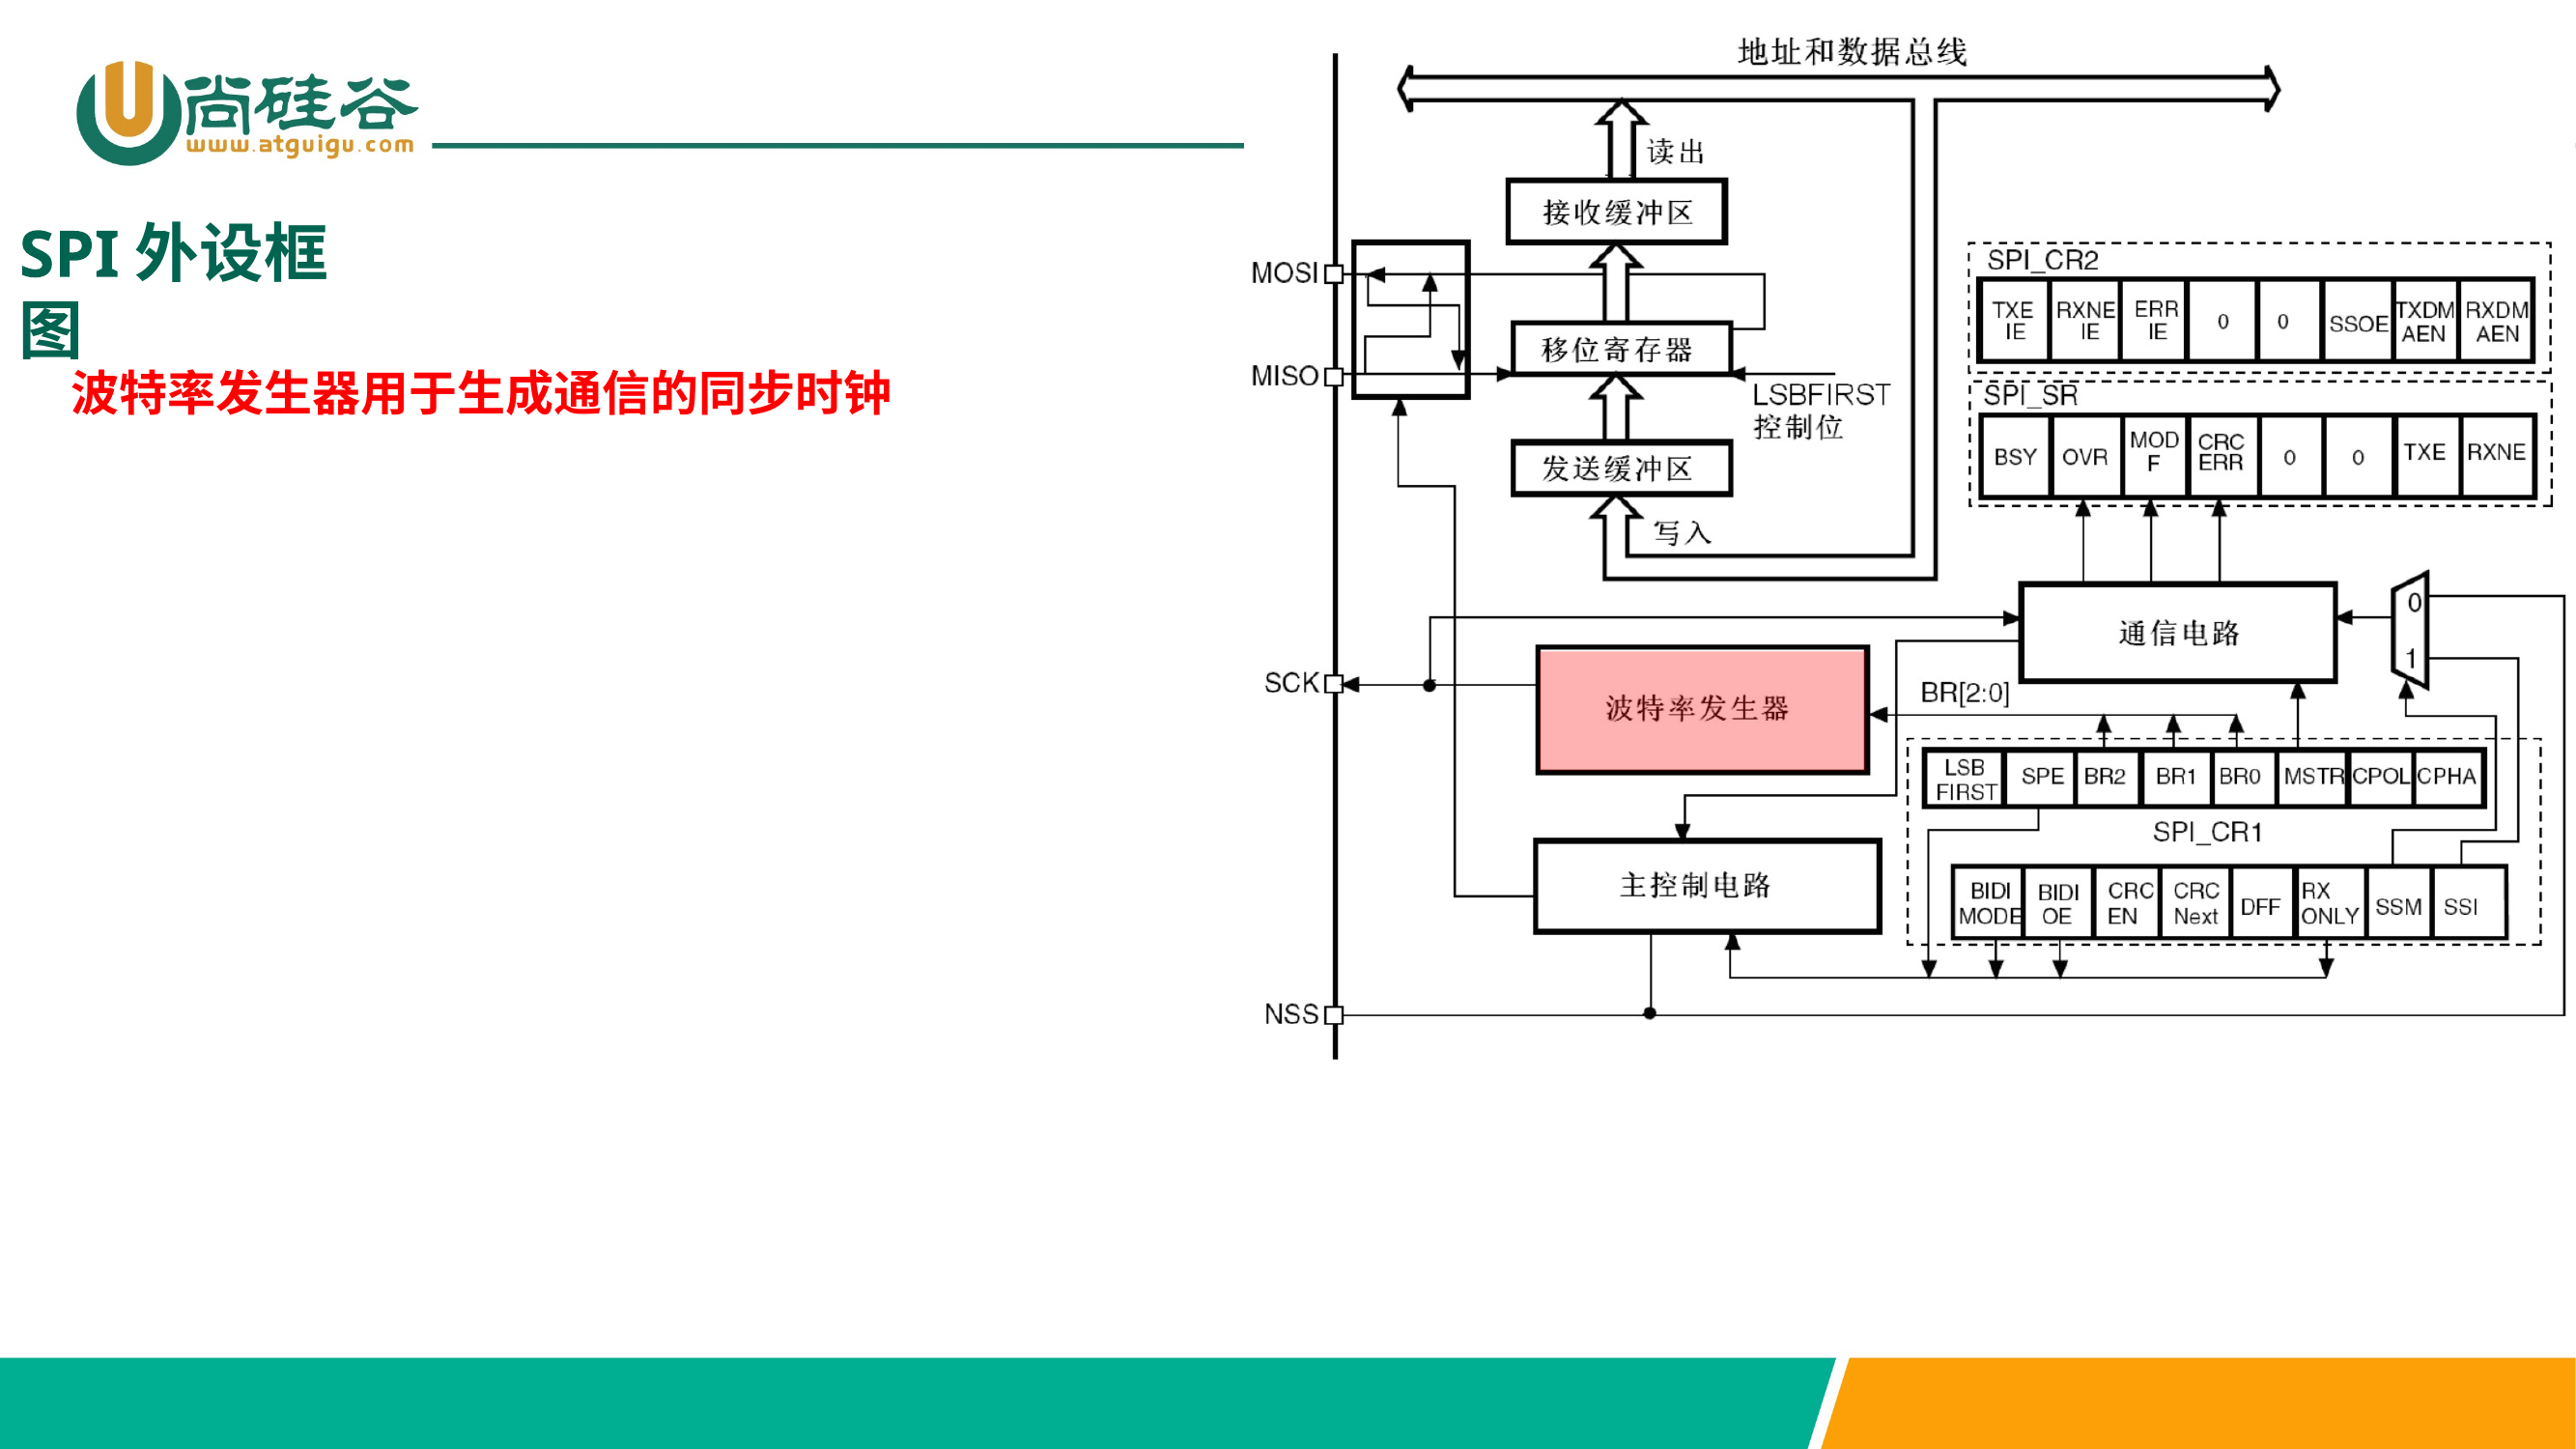 尚硅谷
www.atguigu.com
SPI 外设框
图
波特率发生器用于生成通信的同步时钟
地址和数据总线
读出
接收缓冲区
MOSI
移位寄存器
MISO
LSBFIRST
控制位
发送缓冲区
写入
SPI_CR2
TXE IE
RXNE IE
ERR IE
0
0
SSOE
TXDM AEN
RXDM AEN
SPI_SR
BSY
OVR
MOD F
CRC ERR
0
0
TXE
RXNE
通信电路
0
1
SCK
波特率发生器
BR[2:0]
LSB FIRST
SPE
BR2
BR1
BR0
MSTR
CPOL
CPHA
SPI_CR1
主控制电路
BIDI MODE
BIDI OE
CRC EN
CRC Next
DFF
RX ONLY
SSM
SSI
NSS